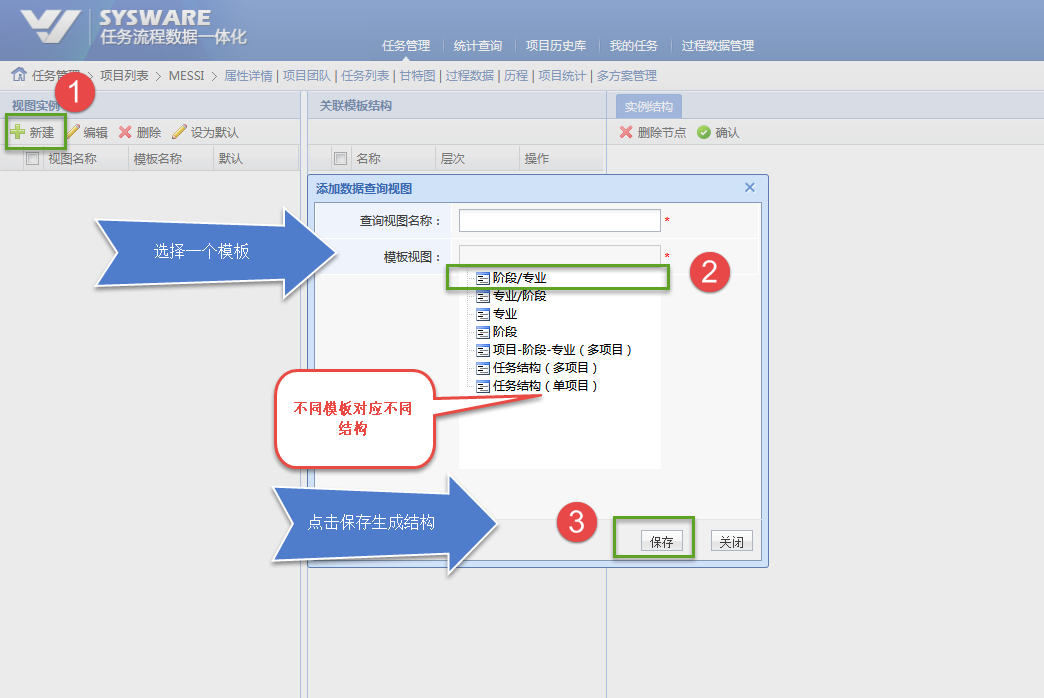 SYSWARE
任务流程数据一体化
任务管理 统计查询 项目历史库 我的任务 过程数据管理
任务管理 > 项目列表 > MESSI > 属性详情 | 项目团队 | 任务列表 | 甘特图 | 过程数据 | 历程 | 项目统计 | 多方案管理
1
视图实例 关联模板结构 实例结构
新建 编辑 删除 设为默认 删除节点 确认
视图名称 模板名称 默认 名称 层次 操作
添加数据查询视图
查询视图名称： *
选择一个模板
模板视图： *
2
阶段/专业
专业/阶段
专业
阶段
项目-阶段-专业（多项目）
任务结构（多项目）
任务结构（单项目）
不同模板对应不同
结构
点击保存生成结构
3
保存 关闭